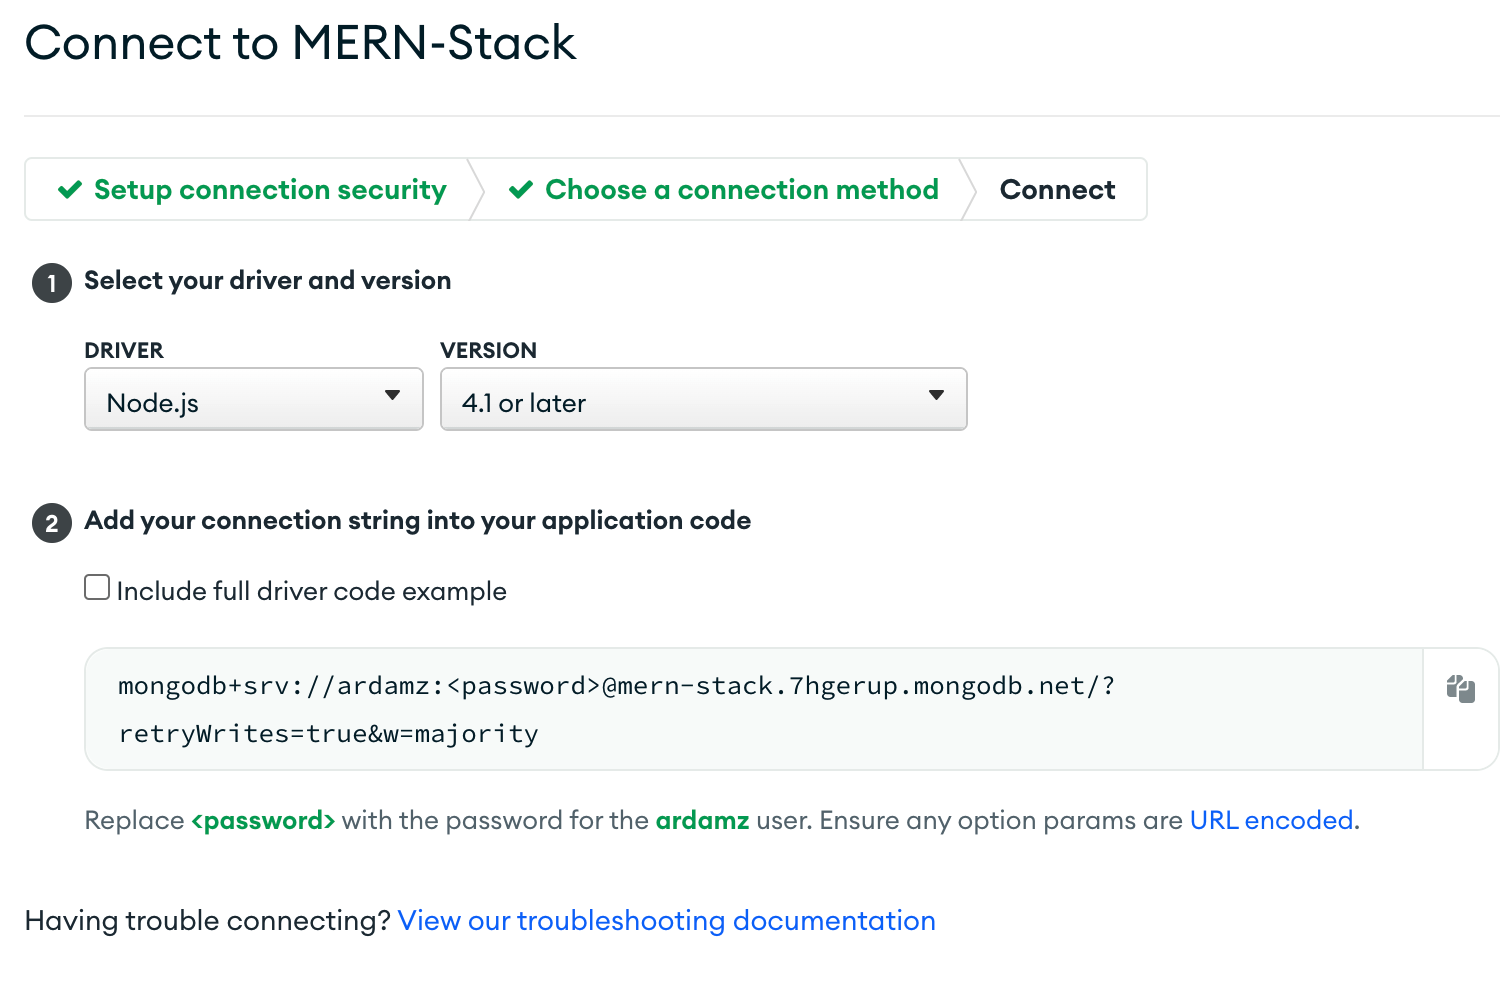 Connect to MERN-Stack
Setup connection security
Choose a connection method
Connect
1 Select your driver and version
DRIVER
VERSION
Node.js
4.1 or later
2 Add your connection string into your application code
Include full driver code example
mongodb+srv://ardamz:<password>@mern-stack.7hgerup.mongodb.net/?
retryWrites=true&w=majority
Replace <password> with the password for the ardamz user. Ensure any option params are URL encoded.
Having trouble connecting? View our troubleshooting documentation